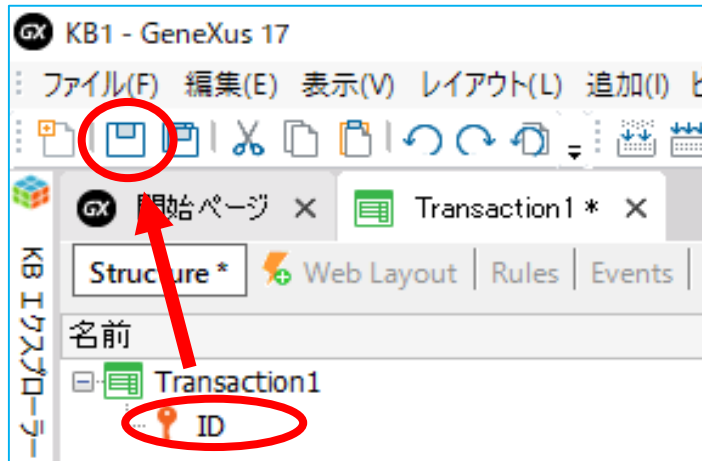 GX KB1 - GeneXus 17
ファイル(F) 編集(E) 表示(V) レイアウト(L) 追加(I)
GX 開始ページ × Transaction1 * ×
Structure * Web Layout Rules Events
KB エクスプローラー
名前
Transaction1
ID